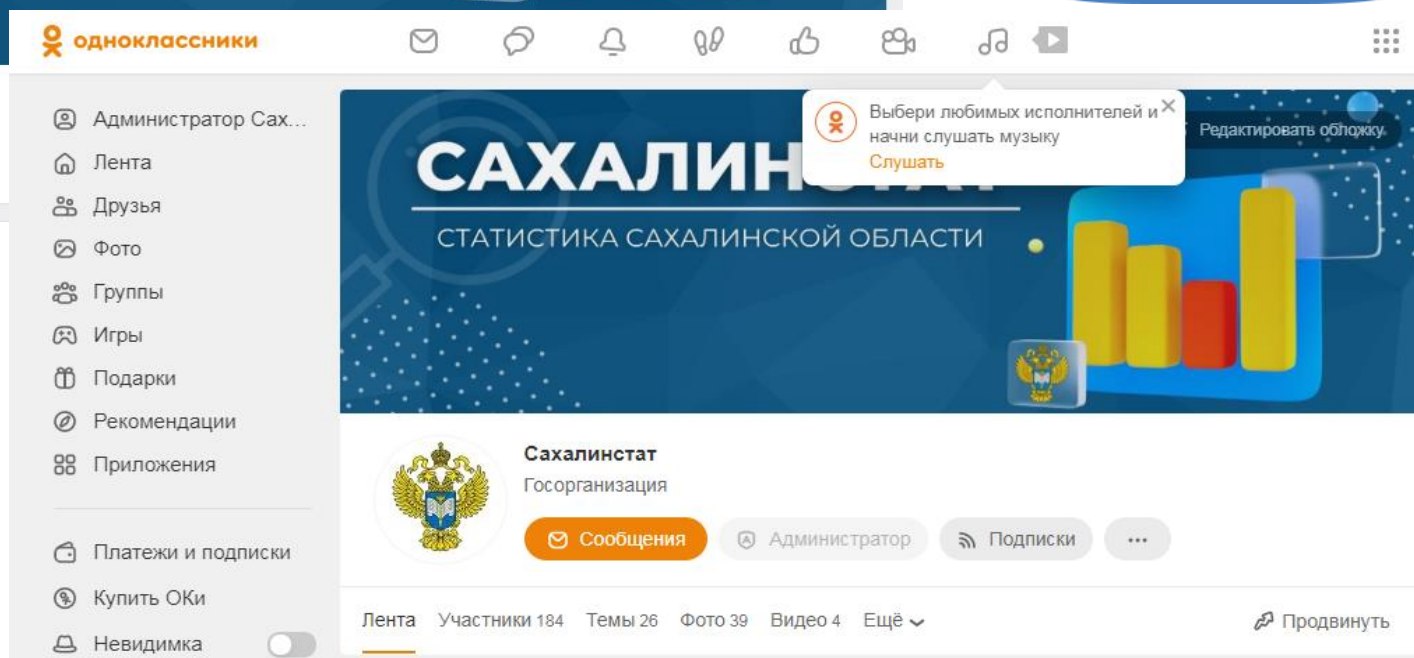 одноклассники
Администратор Сах...
Лента
Друзья
Фото
Группы
Игры
Подарки
Рекомендации
Приложения
Платежи и подписки
Купить ОКи
Невидимка
Выбери любимых исполнителей и
начни слушать музыку
Слушать
Редактировать обложку
САХАЛИНСТАТ
СТАТИСТИКА САХАЛИНСКОЙ ОБЛАСТИ
Сахалинстат
Госорганизация
Сообщения
Администратор
Подписки
...
Лента Участники 184 Темы 26 Фото 39 Видео 4 Ещё
Продвинуть